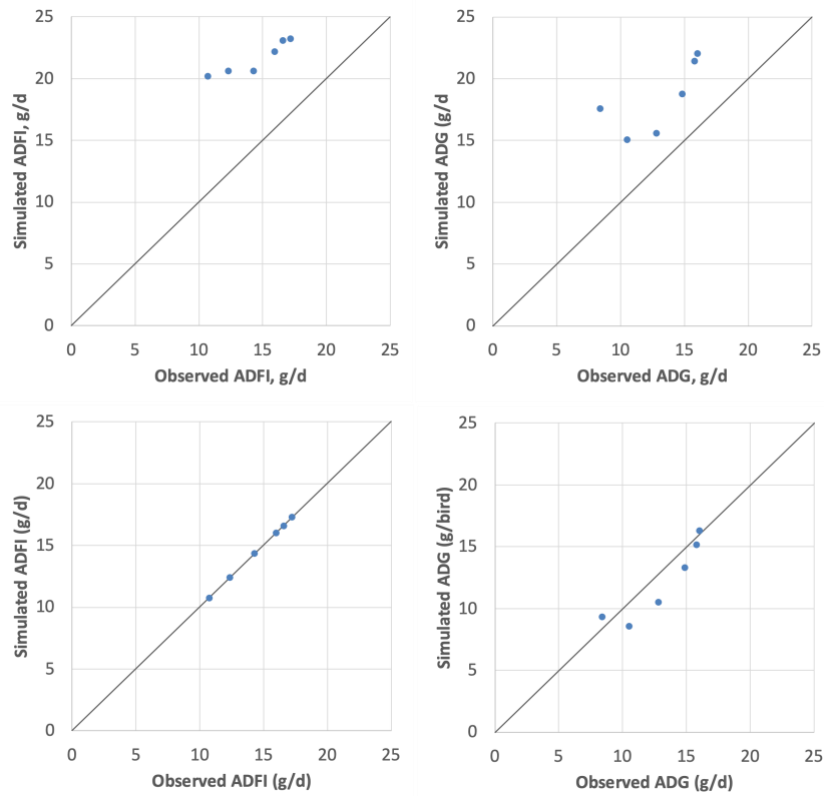 25
20
15
10
5
0
0 5 10 15 20 25
Simulated ADFI, g/d
Observed ADFI, g/d
25
20
15
10
5
0
0 5 10 15 20 25
Simulated ADG (g/d
Observed ADG, g/d
25
20
15
10
5
0
0 5 10 15 20 25
Simulated ADFI (g/d)
Observed ADFI (g/d)
25
20
15
10
5
0
0 5 10 15 20 25
Simulated ADG (g/bird)
Observed ADG (g/d)